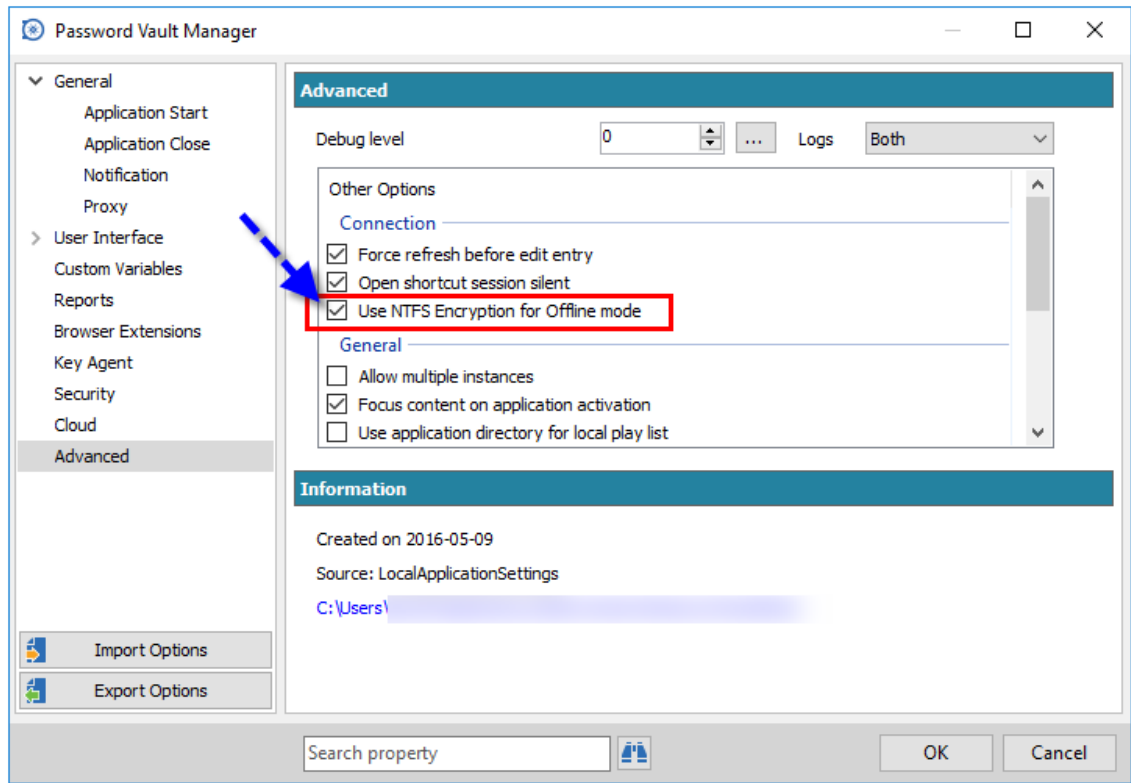 Password Vault Manager
General
Application Start
Application Close
Notification
Proxy
User Interface
Custom Variables
Reports
Browser Extensions
Key Agent
Security
Cloud
Advanced
Import Options
Export Options
Advanced
Debug level 0 ... Logs Both
Other Options
Connection
Force refresh before edit entry
Open shortcut session silent
Use NTFS Encryption for Offline mode
General
Allow multiple instances
Focus content on application activation
Use application directory for local play list
Information
Created on 2016-05-09
Source: LocalApplicationSettings
C:\Users\
Search property
OK Cancel